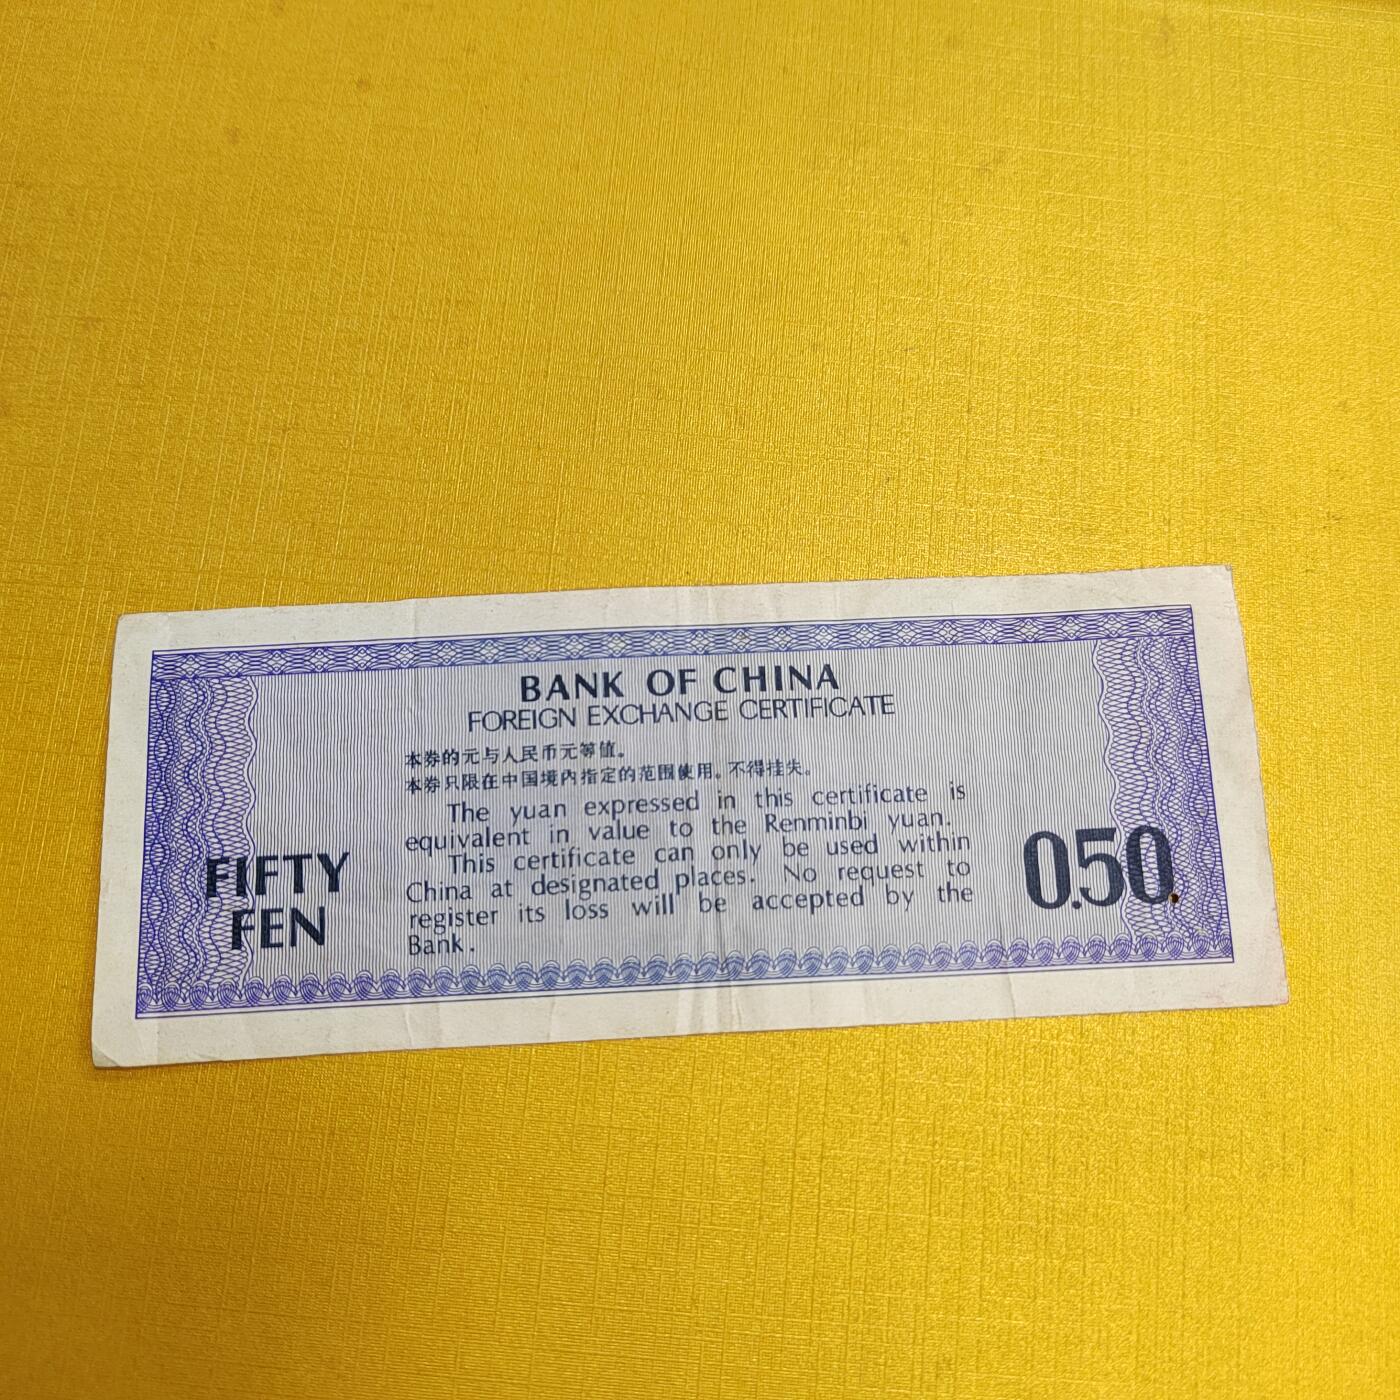 BANK OF CHINA
FOREIGN EXCHANGE CERTIFICATE
本券的元与人民币元等值。
本券只限在中国境内指定的范围使用。不得挂失。
The yuan expressed in this certificate is
equivalent in value to the Renminbi yuan.
This certificate can only be used within
China at designated places. No request to
register its loss will be accepted by the
Bank.
FIFTY
FEN
0.50